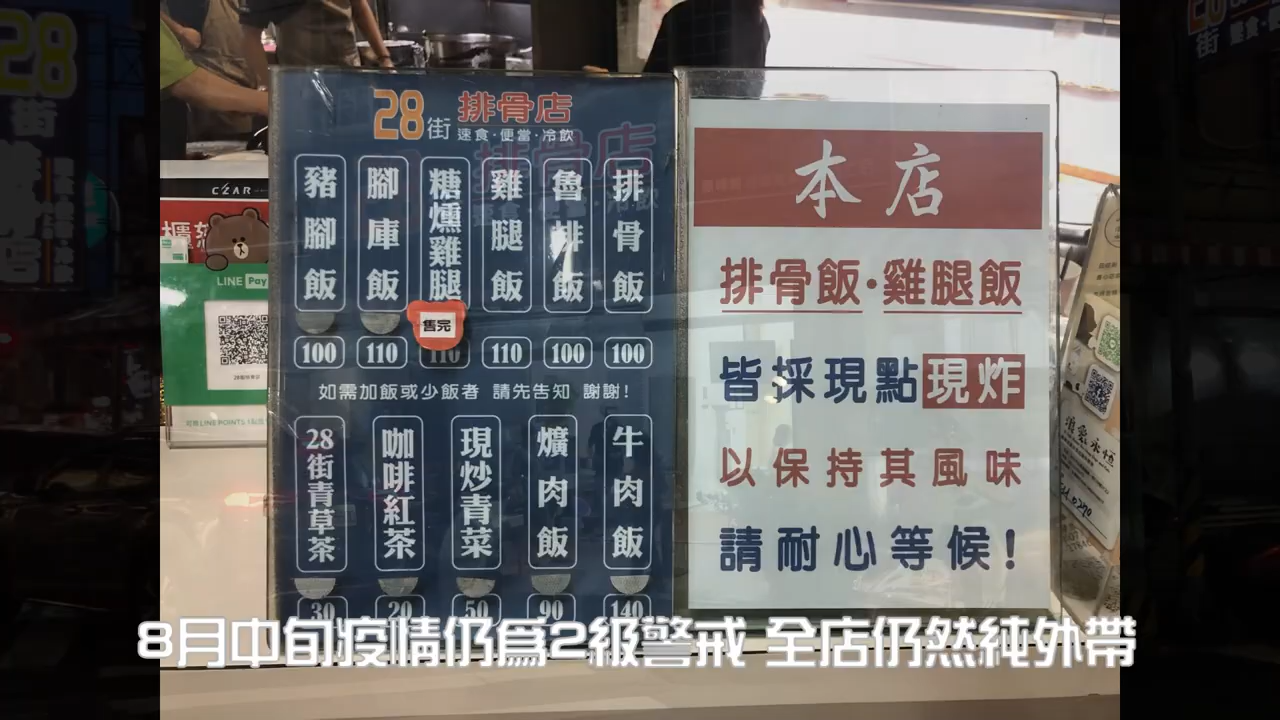 28街 排骨店
速食·便當·冷飲
排骨飯 100
魯排飯 100
雞腿飯 110
糖燻雞腿 售完 110
腳庫飯 110
豬腳飯 100
如需加飯或少飯者 請先告知 謝謝！
牛肉飯 140
爌肉飯 90
現炒青菜 50
咖啡紅茶 20
28街青草茶 30
本店
排骨飯·雞腿飯
皆採現點現炸
以保持其風味
請耐心等候！
CZAR
LINE Pay
8月中旬疫情仍為2級警戒 全店仍然純外帶